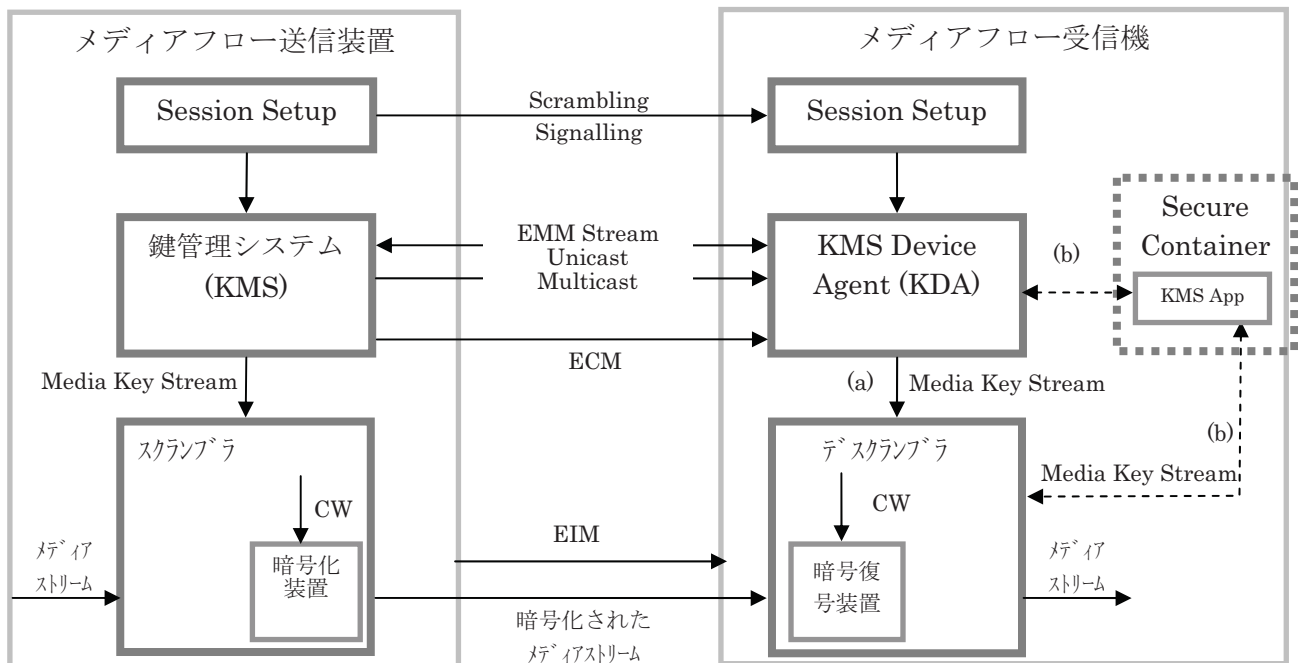 メディアフロー送信装置
メディアフロー受信機
Session Setup
Scrambling
Signalling
Session Setup
鍵管理システム
(KMS)
EMM Stream
Unicast
Multicast
KMS Device
Agent (KDA)
(b)
Secure
Container
KMS App
ECM
Media Key Stream
(a)
Media Key Stream
(b)
Media Key Stream
スクランブラ
CW
暗号化
装置
メディア
ストリーム
EIM
暗号化された
メディアストリーム
デスクランブラ
CW
暗号復
号装置
メディア
ストリーム